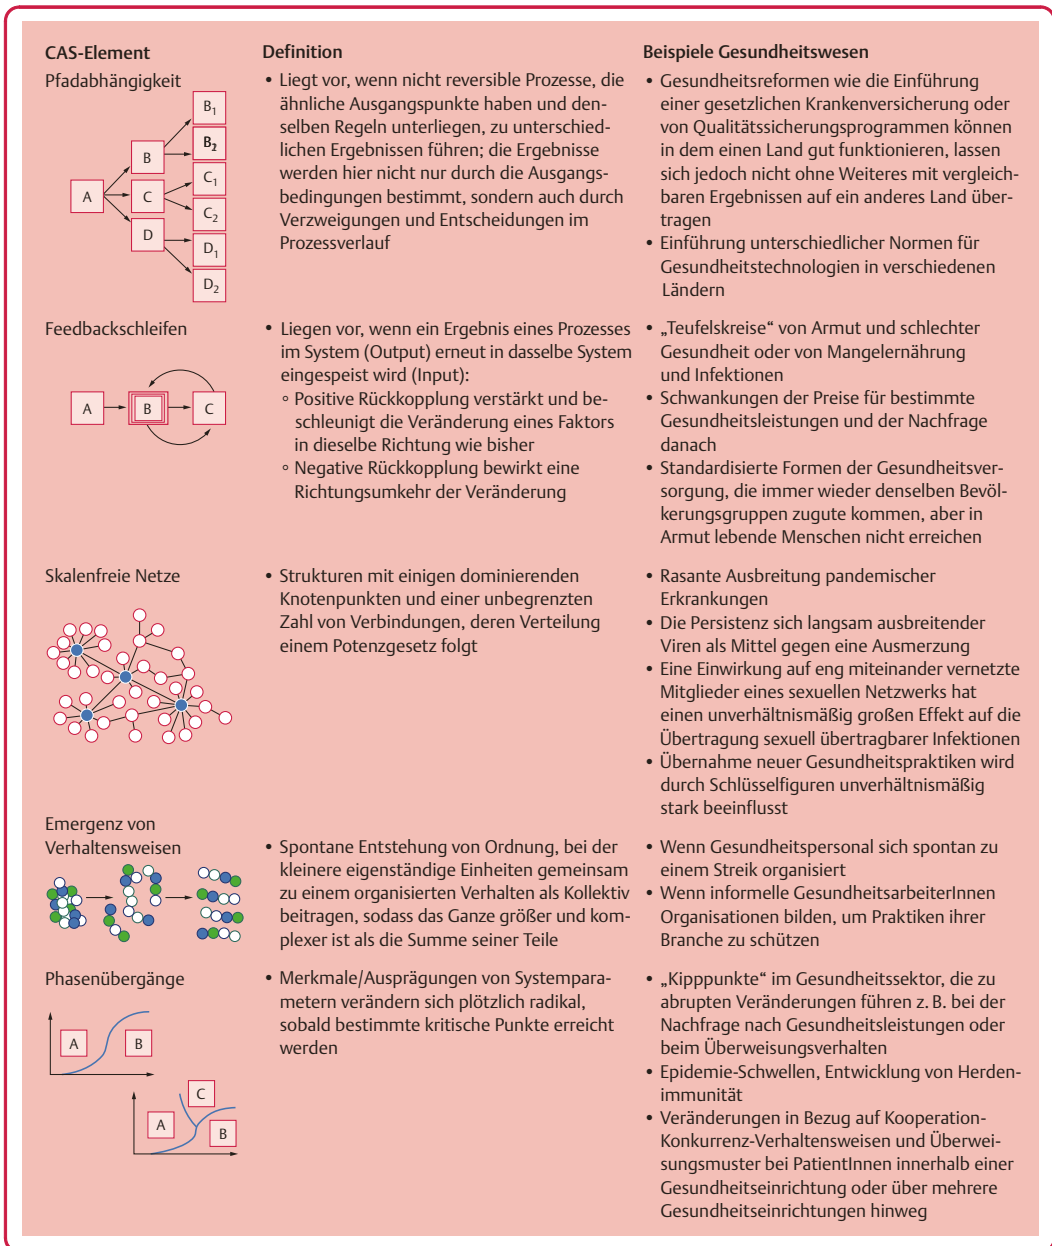 CAS-Element
Definition
Beispiele Gesundheitswesen
Pfadabhängigkeit
A
B
C
D
B₁
B₂
C₁
C₂
D₁
D₂
• Liegt vor, wenn nicht reversible Prozesse, die
ähnliche Ausgangspunkte haben und den-
selben Regeln unterliegen, zu unterschied-
lichen Ergebnissen führen; die Ergebnisse
werden hier nicht nur durch die Ausgangs-
bedingungen bestimmt, sondern auch durch
Verzweigungen und Entscheidungen im
Prozessverlauf
• Gesundheitsreformen wie die Einführung
einer gesetzlichen Krankenversicherung oder
von Qualitätssicherungsprogrammen können
in dem einen Land gut funktionieren, lassen
sich jedoch nicht ohne Weiteres mit vergleich-
baren Ergebnissen auf ein anderes Land über-
tragen
• Einführung unterschiedlicher Normen für
Gesundheitstechnologien in verschiedenen
Ländern
Feedbackschleifen
A
B
C
• Liegen vor, wenn ein Ergebnis eines Prozesses
im System (Output) erneut in dasselbe System
eingespeist wird (Input):
◦ Positive Rückkopplung verstärkt und be-
schleunigt die Veränderung eines Faktors
in dieselbe Richtung wie bisher
◦ Negative Rückkopplung bewirkt eine
Richtungsumkehr der Veränderung
• „Teufelskreise“ von Armut und schlechter
Gesundheit oder von Mangelernährung
und Infektionen
• Schwankungen der Preise für bestimmte
Gesundheitsleistungen und der Nachfrage
danach
• Standardisierte Formen der Gesundheitsver-
sorgung, die immer wieder denselben Bevöl-
kerungsgruppen zugute kommen, aber in
Armut lebende Menschen nicht erreichen
Skalenfreie Netze
• Strukturen mit einigen dominierenden
Knotenpunkten und einer unbegrenzten
Zahl von Verbindungen, deren Verteilung
einem Potenzgesetz folgt
• Rasante Ausbreitung pandemischer
Erkrankungen
• Die Persistenz sich langsam ausbreitender
Viren als Mittel gegen eine Ausmerzung
• Eine Einwirkung auf eng miteinander vernetzte
Mitglieder eines sexuellen Netzwerks hat
einen unverhältnismäßig großen Effekt auf die
Übertragung sexuell übertragbarer Infektionen
• Übernahme neuer Gesundheitspraktiken wird
durch Schlüsselfiguren unverhältnismäßig
stark beeinflusst
Emergenz von
Verhaltensweisen
• Spontane Entstehung von Ordnung, bei der
kleinere eigenständige Einheiten gemeinsam
zu einem organisierten Verhalten als Kollektiv
beitragen, sodass das Ganze größer und kom-
plexer ist als die Summe seiner Teile
• Wenn Gesundheitspersonal sich spontan zu
einem Streik organisiert
• Wenn informelle GesundheitsarbeiterInnen
Organisationen bilden, um Praktiken ihrer
Branche zu schützen
Phasenübergänge
A
B
A
C
B
• Merkmale/Ausprägungen von Systempara-
metern verändern sich plötzlich radikal,
sobald bestimmte kritische Punkte erreicht
werden
• „Kipppunkte“ im Gesundheitssektor, die zu
abrupten Veränderungen führen z. B. bei der
Nachfrage nach Gesundheitsleistungen oder
beim Überweisungsverhalten
• Epidemie-Schwellen, Entwicklung von Herden-
immunität
• Veränderungen in Bezug auf Kooperation-
Konkurrenz-Verhaltensweisen und Überwei-
sungsmuster bei PatientInnen innerhalb einer
Gesundheitseinrichtung oder über mehrere
Gesundheitseinrichtungen hinweg